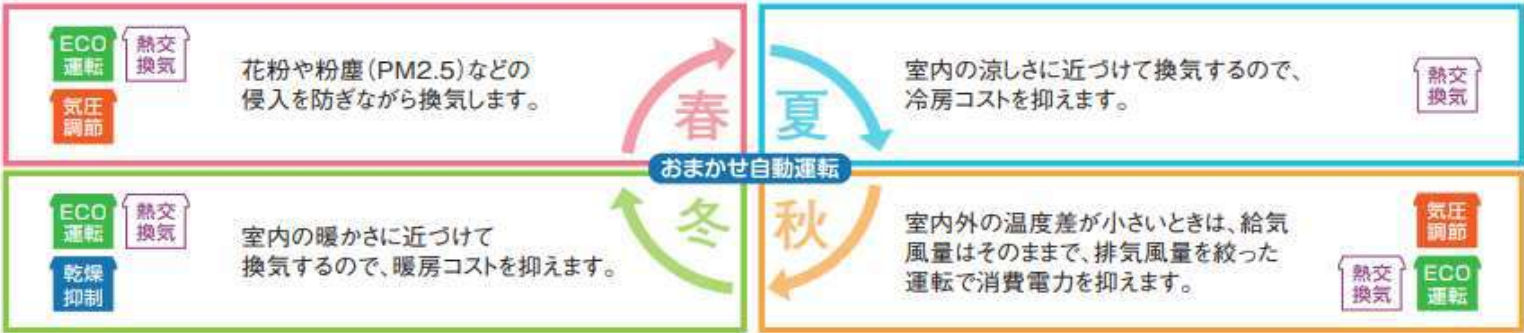 ECO
運転
熱交
換気
気圧
調節
花粉や粉塵(PM2.5)などの
侵入を防ぎながら換気します。
春
夏
室内の涼しさに近づけて換気するので、
冷房コストを抑えます。
熱交
換気
おまかせ自動運転
ECO
運転
熱交
換気
乾燥
抑制
室内の暖かさに近づけて
換気するので、暖房コストを抑えます。
冬
秋
室内外の温度差が小さいときは、給気
風量はそのままで、排気風量を絞った
運転で消費電力を抑えます。
気圧
調節
熱交
換気
ECO
運転